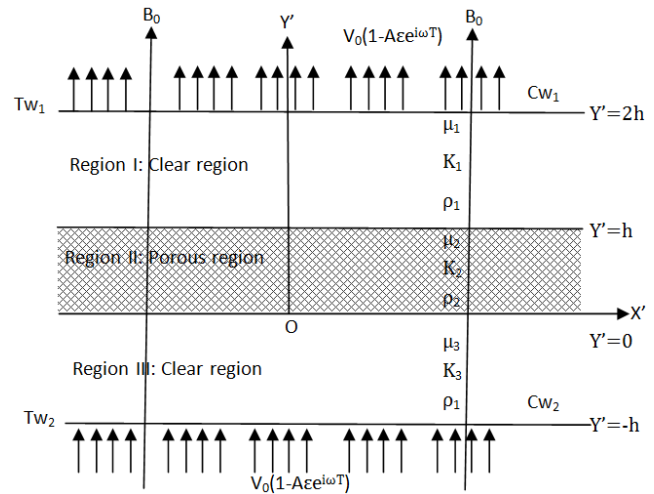 B₀
Y'
B₀
V₀(1-Aεe^iωT)
Tw₁
Cw₁
Y'=2h
μ₁
Region I: Clear region
K₁
ρ₁
Y'=h
μ₂
Region II: Porous region
K₂
ρ₂
X'
O
Y'=0
μ₃
Region III: Clear region
K₃
ρ₁
Tw₂
Cw₂
Y'=-h
V₀(1-Aεe^iωT)